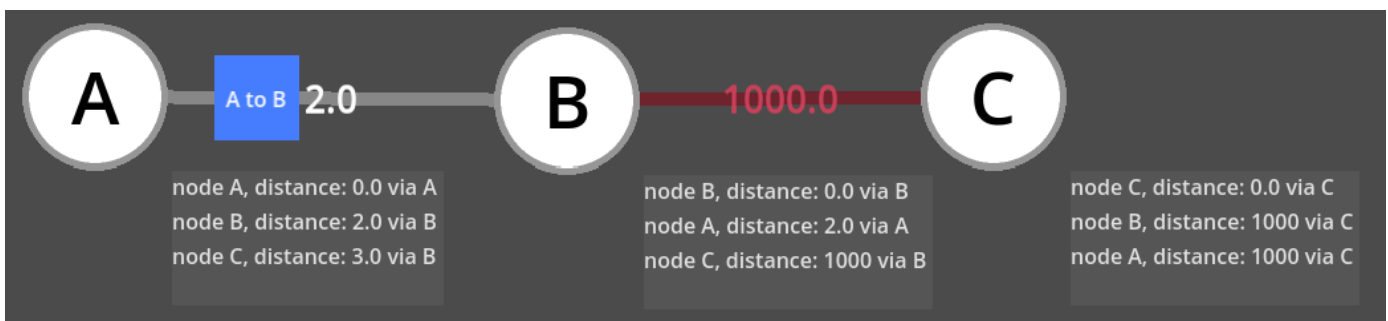 A
A to B
2.0
B
1000.0
C
node A, distance: 0.0 via A
node B, distance: 2.0 via B
node C, distance: 3.0 via B
node B, distance: 0.0 via B
node A, distance: 2.0 via A
node C, distance: 1000 via B
node C, distance: 0.0 via C
node B, distance: 1000 via C
node A, distance: 1000 via C